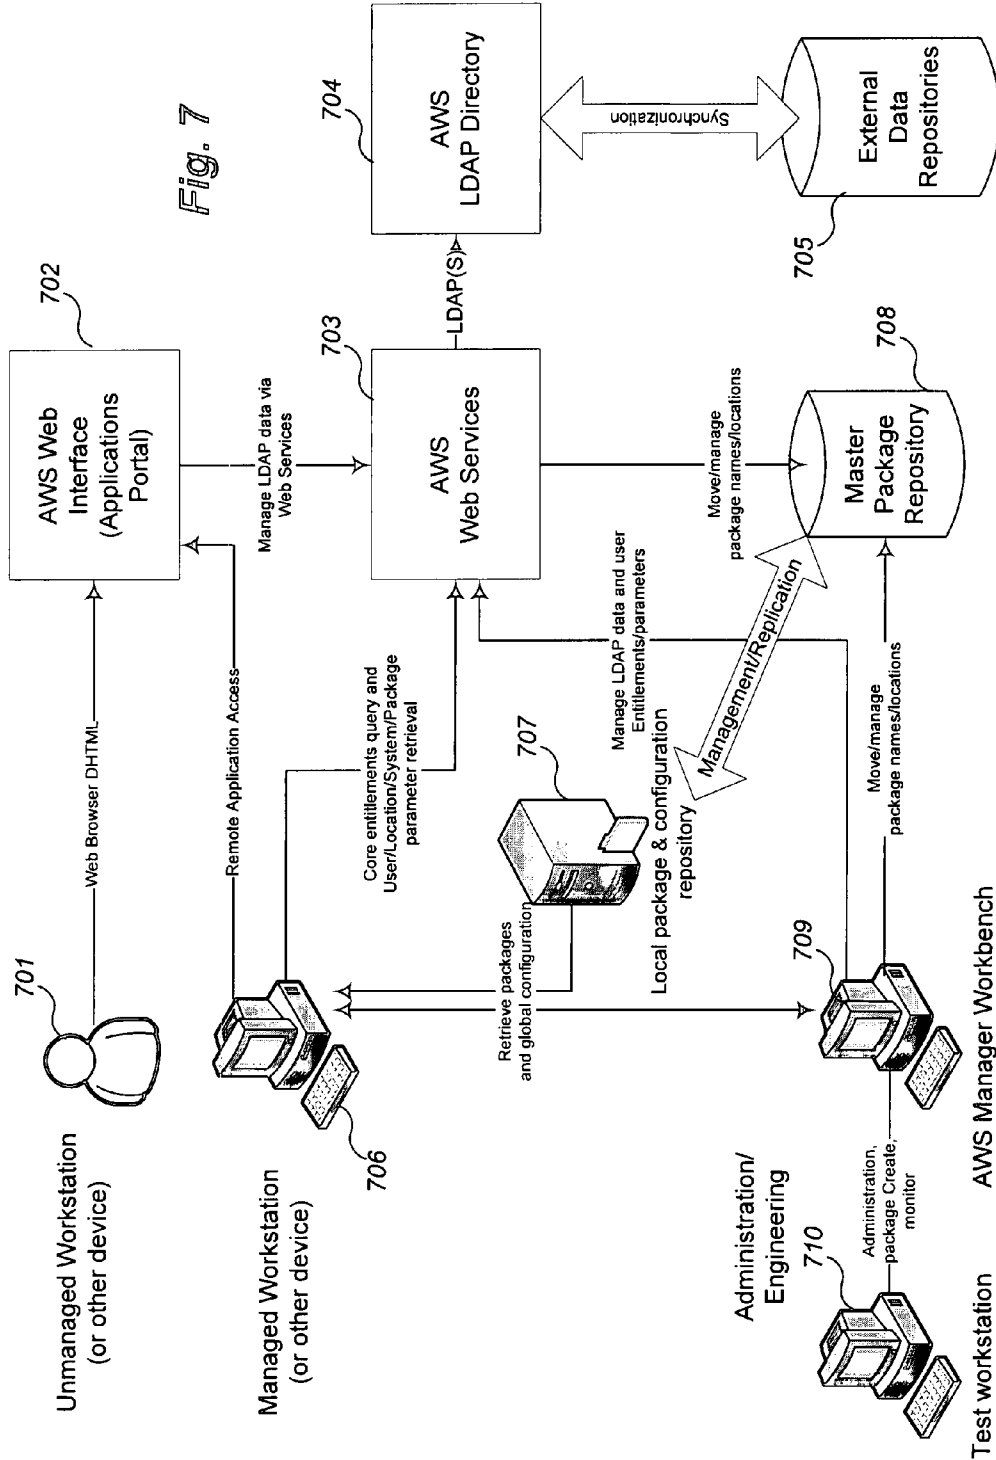 Fig. 7
Unmanaged Workstation
(or other device)
701
Web Browser DHTML
AWS Web
Interface
(Applications
Portal)
702
Managed Workstation
(or other device)
706
Remote Application Access
Manage LDAP data via
Web Services
Core entitlements query and
User/Location/System/Package
parameter retrieval
AWS
Web Services
703
LDAP(S)
AWS
LDAP Directory
704
Synchronization
External
Data
Repositories
705
Retrieve packages
and global configuration
707
Local package & configuration
repository
Management/Replication
Manage LDAP data and user
Entitlements/parameters
Move/manage
package names/locations
Master
Package
Repository
708
Administration/
Engineering
710
Test workstation
Administration,
package Create,
monitor
709
AWS Manager Workbench
Move/manage
package names/locations